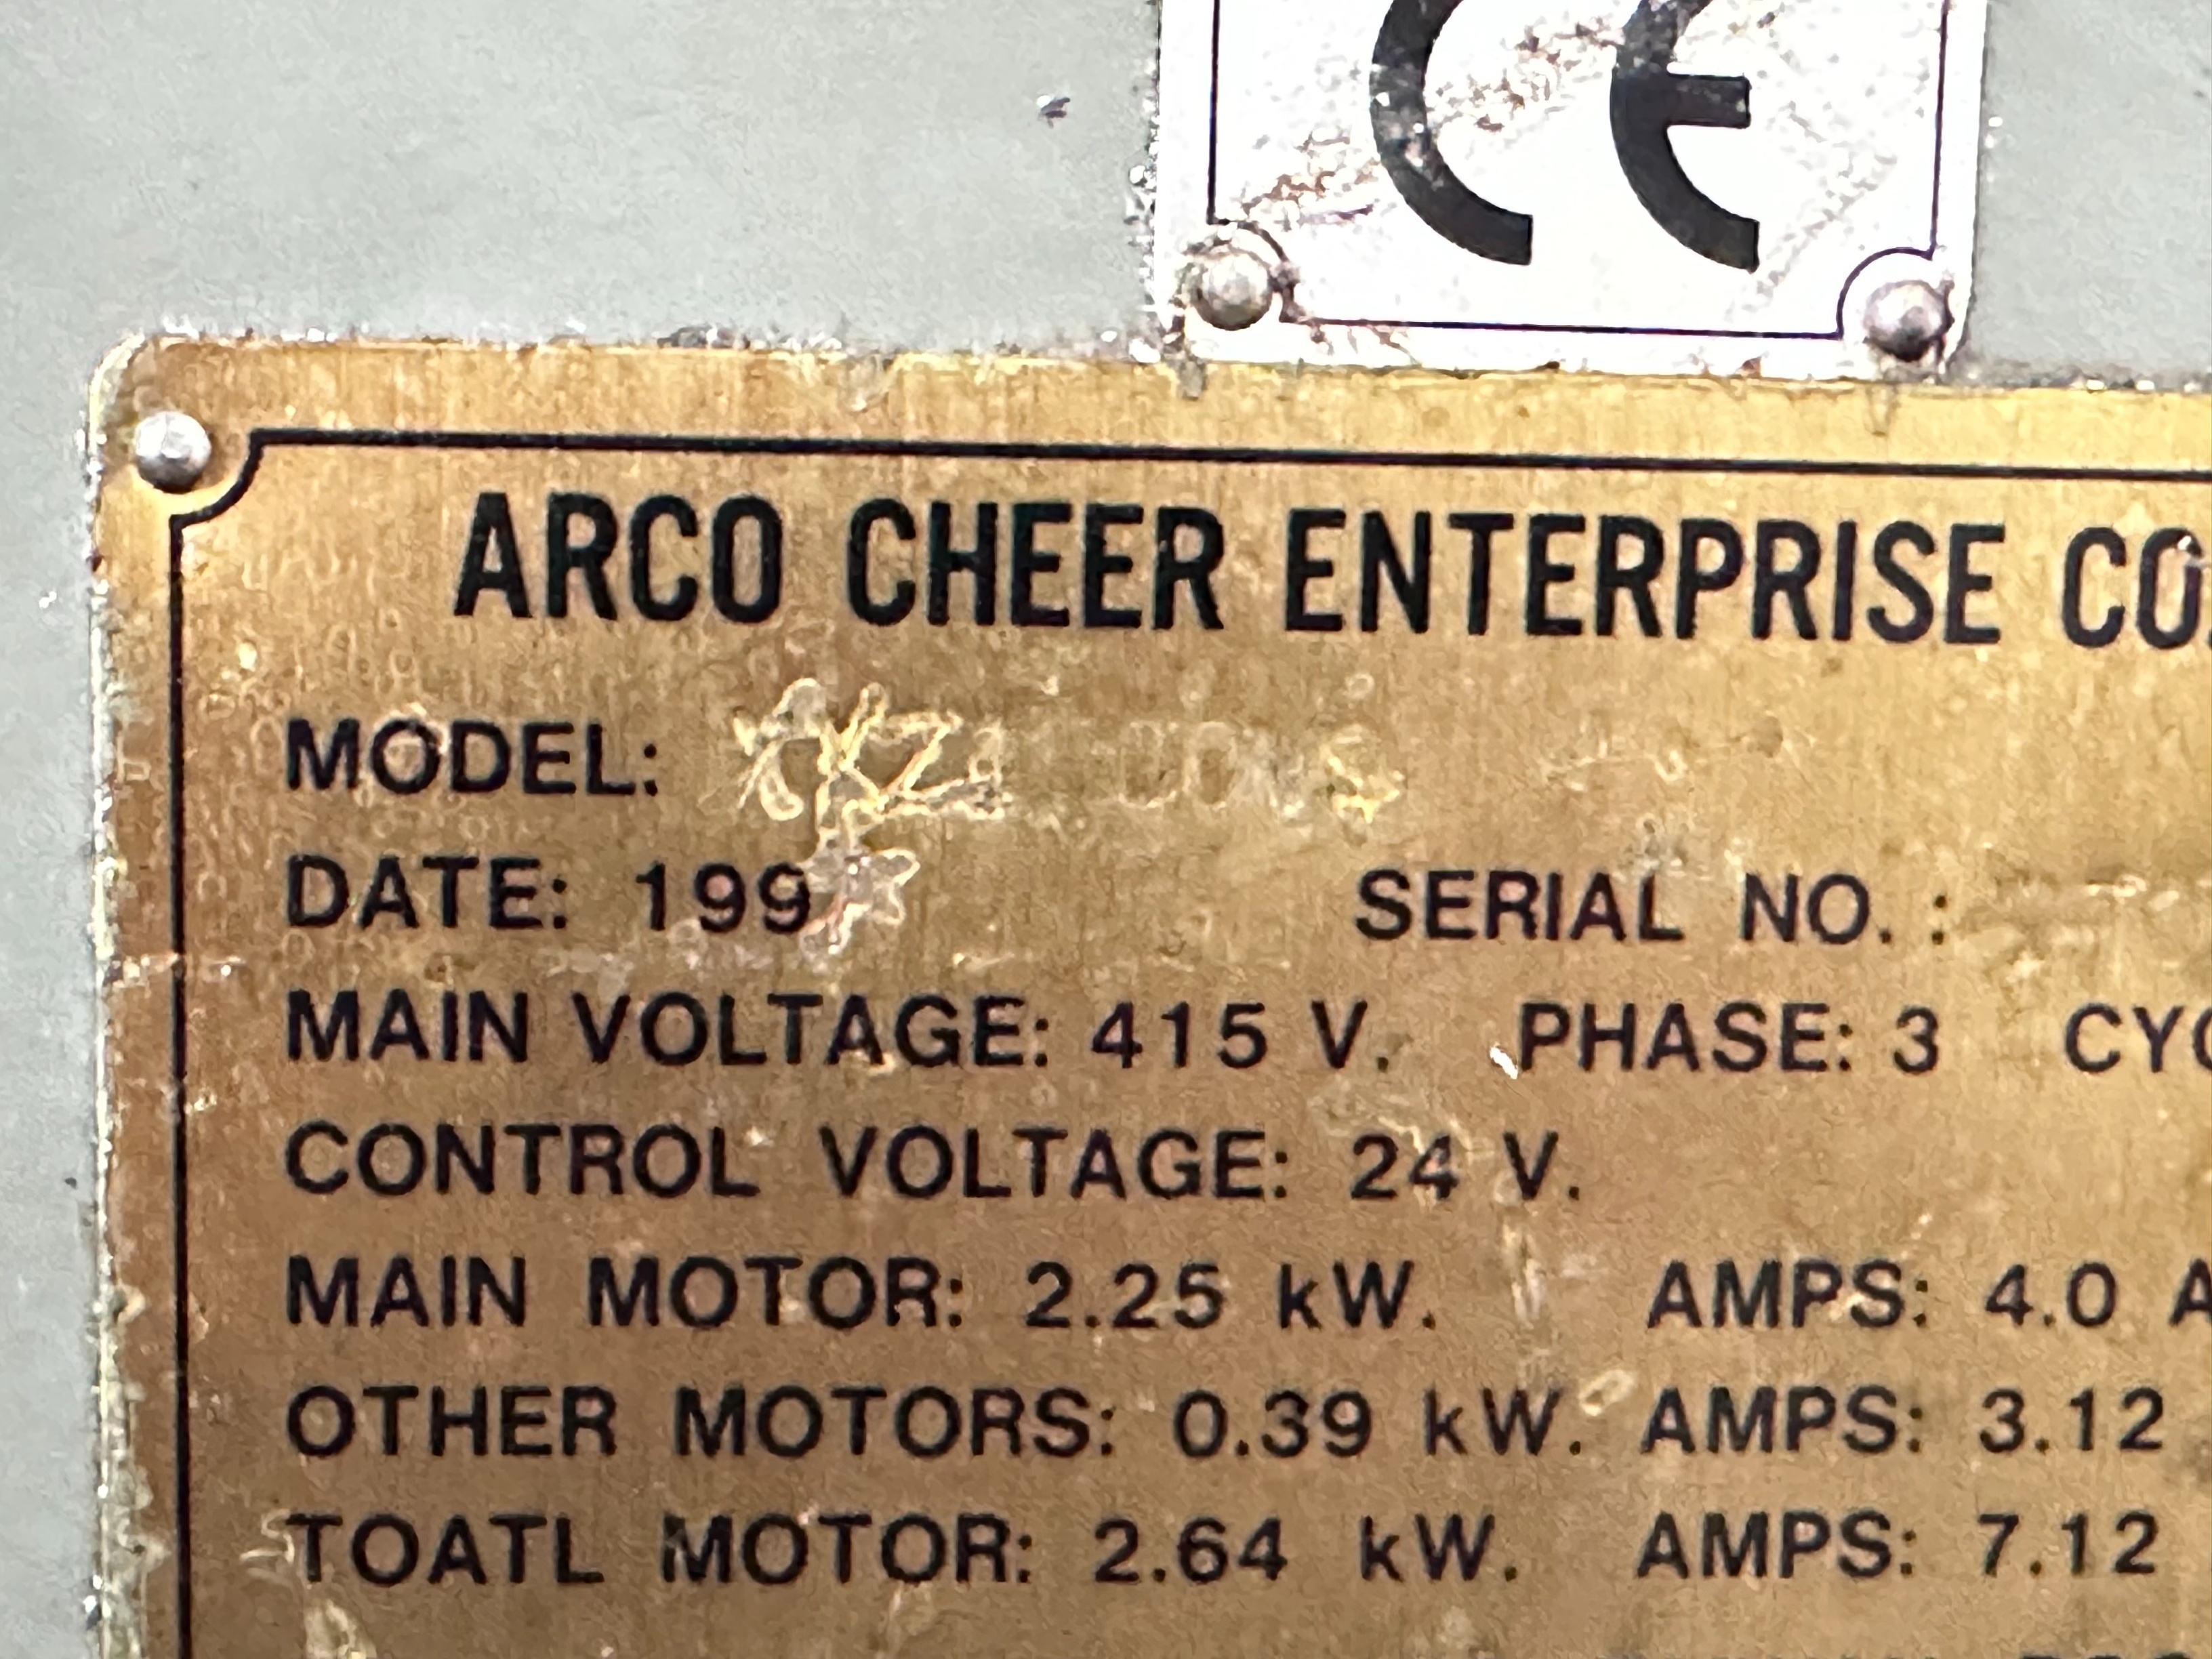 CE
ARCO CHEER ENTERPRISE CO.
MODEL:
DATE: 199
SERIAL NO. :
MAIN VOLTAGE: 415 V. PHASE: 3
CONTROL VOLTAGE: 24 V.
MAIN MOTOR: 2.25 kW. AMPS: 4.0 A
OTHER MOTORS: 0.39 kW. AMPS: 3.12
TOATL MOTOR: 2.64 kW. AMPS: 7.12